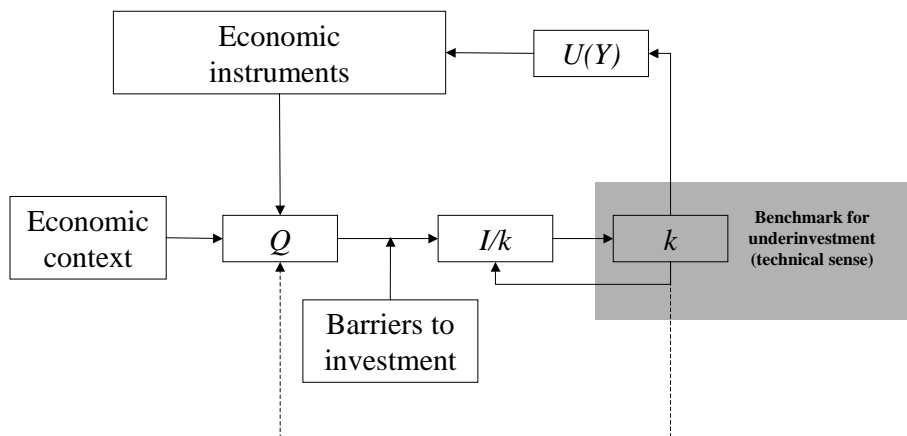 Economic
instruments
U(Y)
Economic
context
Q
I/k
k
Benchmark for
underinvestment
(technical sense)
Barriers to
investment